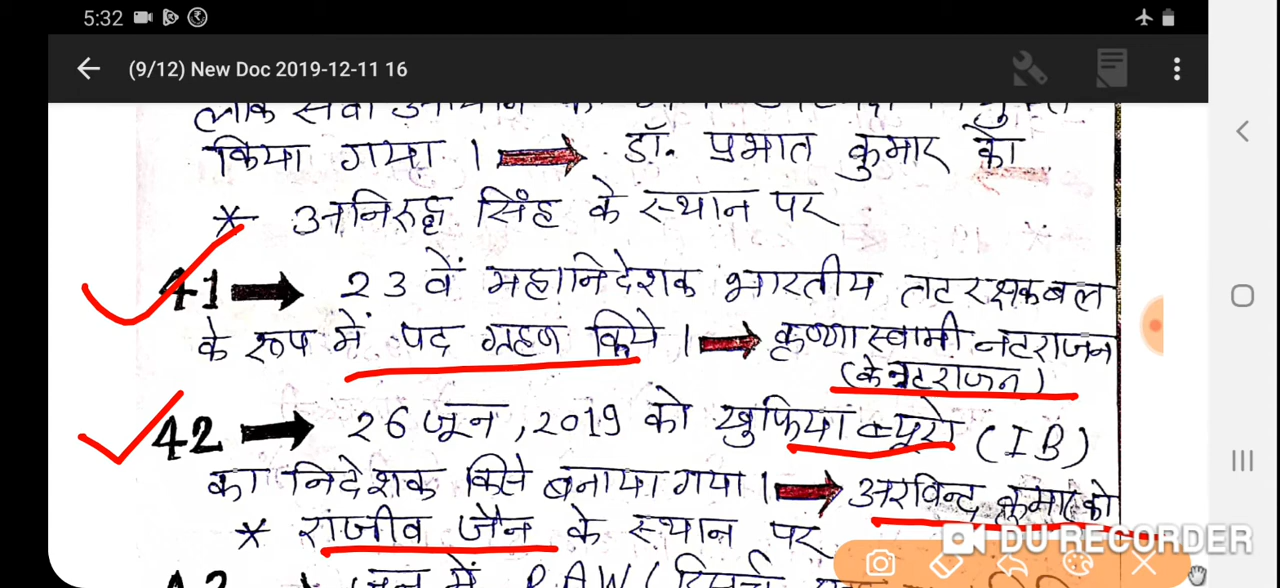 5:32
(9/12) New Doc 2019-12-11 16
लोक सेवा
किया गया । डॉ. प्रभात कुमार को
* अनिरुद्ध सिंह के स्थान पर
41 23 वें महानिदेशक भारतीय तटरक्षकबल
के रूप में पद ग्रहण किये । कृष्णा स्वामी नटराजन
(के नटराजन)
42 26 जून, 2019 को खुफिया ब्यूरो (IB)
का निदेशक किसे बनाया गया । अरविन्द कुमार को
* राजीव जैन के स्थान पर
DU RECORDER